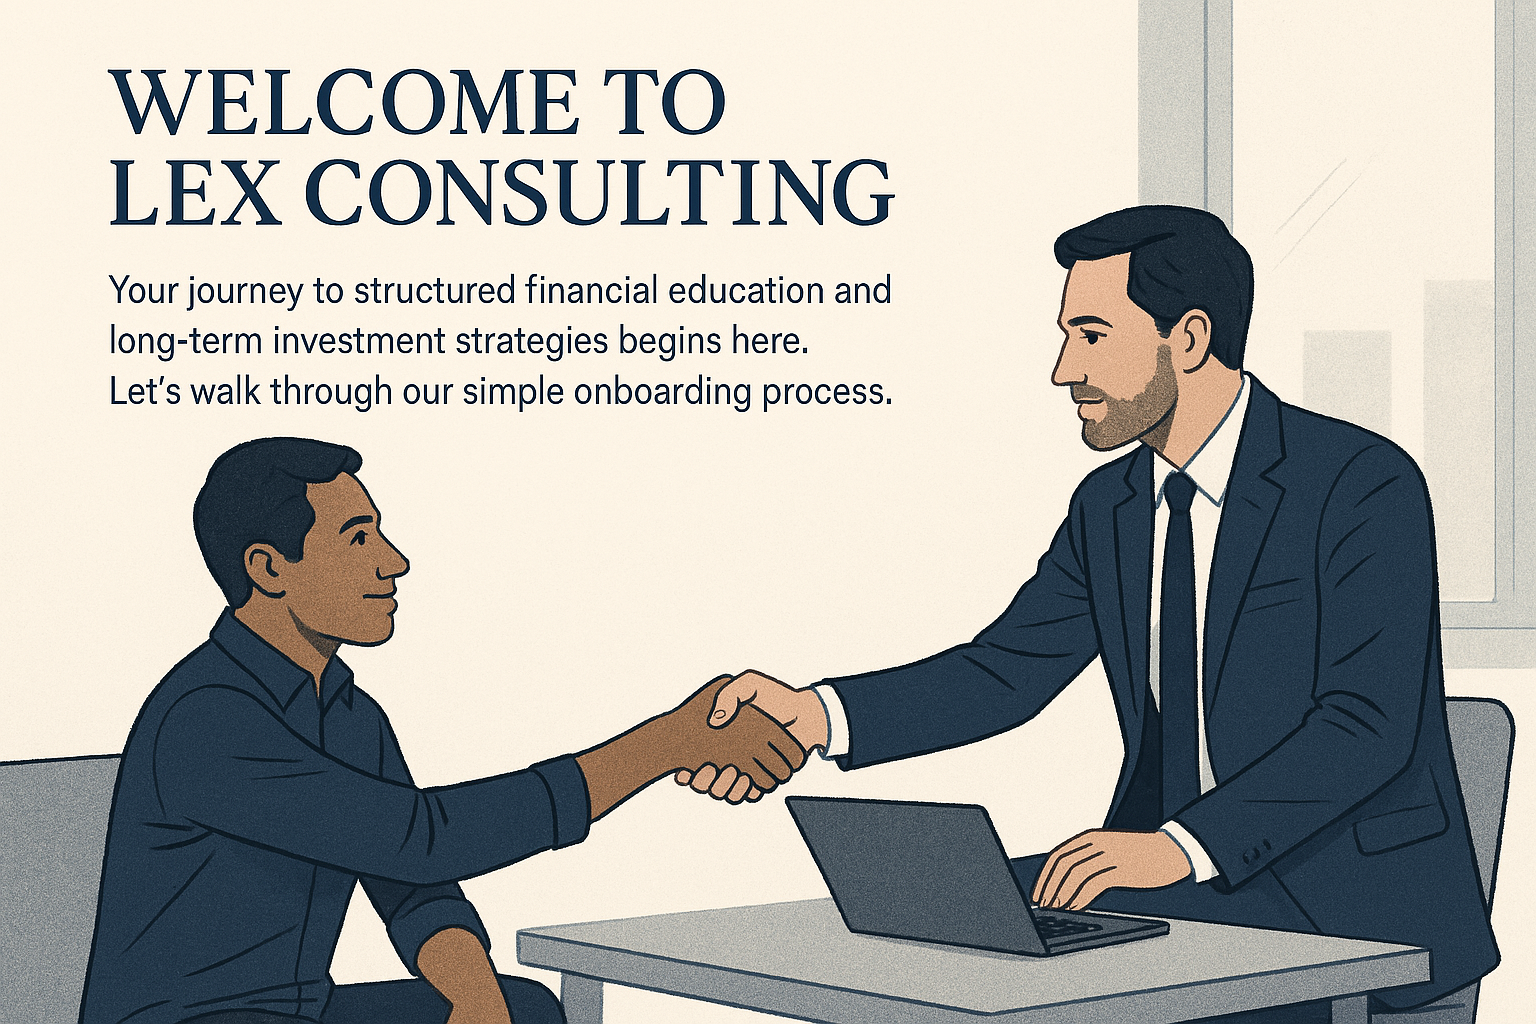 WELCOME TO
LEX CONSULTING
Your journey to structured financial education and
long-term investment strategies begins here.
Let’s walk through our simple onboarding process.